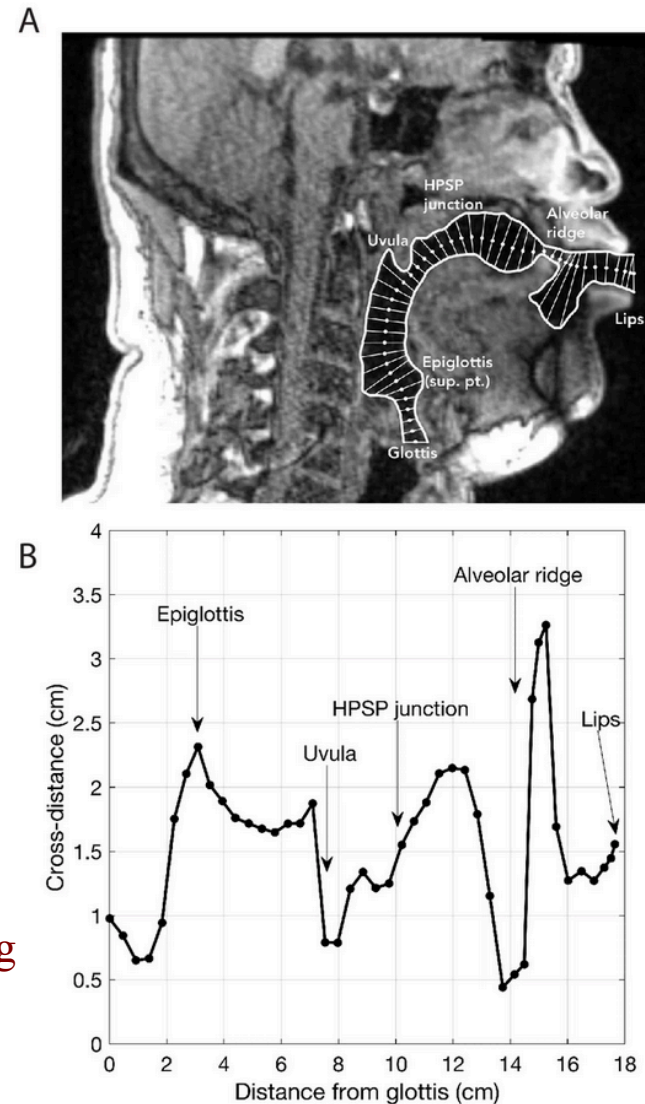 A
HPSP
junction
Alveolar
ridge
Uvula
Lips
Epiglottis
(sup. pt.)
Glottis
B
4
3.5
3
2.5
2
1.5
1
0.5
0
Cross-distance (cm)
Epiglottis
Uvula
HPSP junction
Alveolar ridge
Lips
0 2 4 6 8 10 12 14 16 18
Distance from glottis (cm)
g